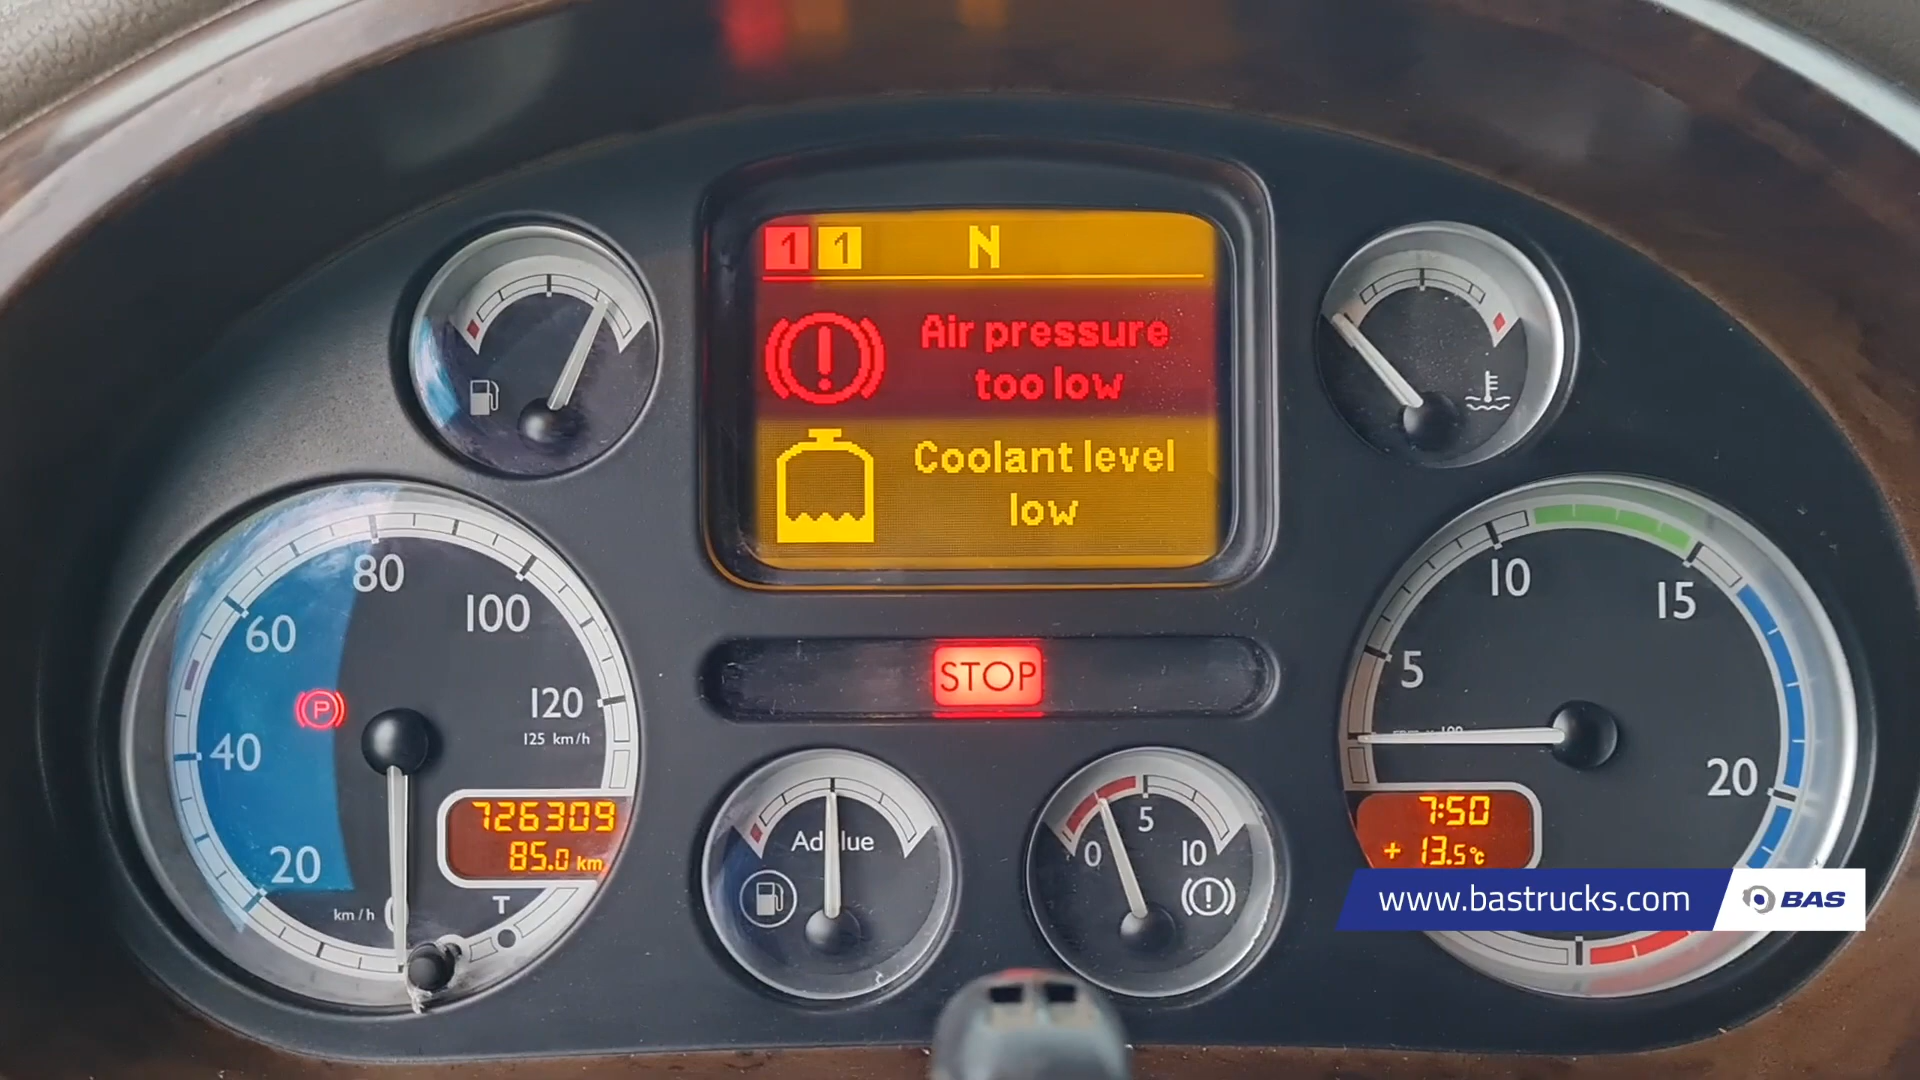 1 1 N
Air pressure
too low
Coolant level
low
STOP
80
60
100
40
120
125 km/h
20
km/h
0
P
726309
85.0 km
T
AdBlue
0
5
10
5
10
15
20
7:50
+ 13.5°C
www.bastrucks.com
BAS